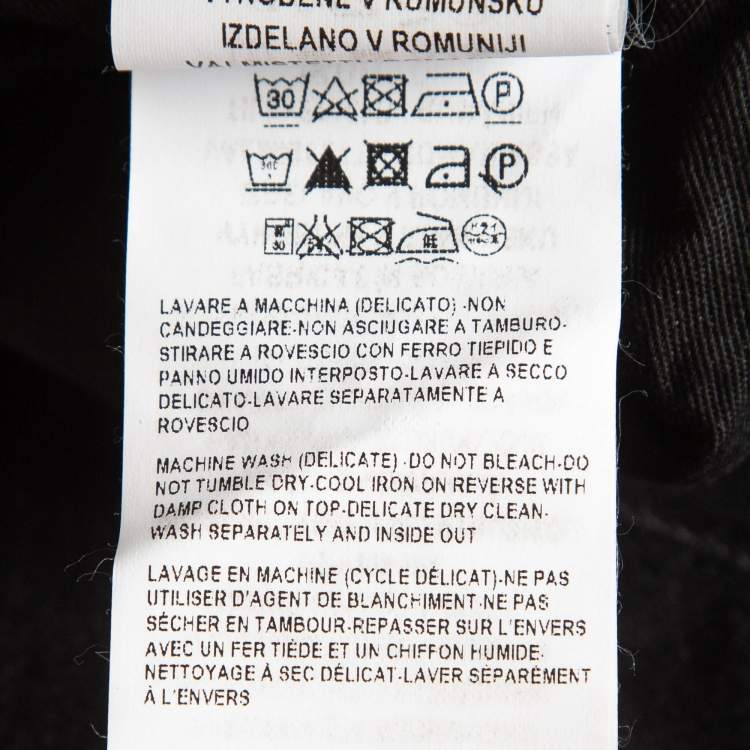 V RUMUNSKU
IZDELANO V ROMUNIJI
30 P
30°C P
30
LAVARE A MACCHINA (DELICATO) -NON
CANDEGGIARE-NON ASCIUGARE A TAMBURO-
STIRARE A ROVESCIO CON FERRO TIEPIDO E
PANNO UMIDO INTERPOSTO-LAVARE A SECCO
DELICATO-LAVARE SEPARATAMENTE A
ROVESCIO
MACHINE WASH (DELICATE) -DO NOT BLEACH-DO
NOT TUMBLE DRY-COOL IRON ON REVERSE WITH
DAMP CLOTH ON TOP-DELICATE DRY CLEAN-
WASH SEPARATELY AND INSIDE OUT
LAVAGE EN MACHINE (CYCLE DÉLICAT)-NE PAS
UTILISER D'AGENT DE BLANCHIMENT-NE PAS
SÉCHER EN TAMBOUR-REPASSER SUR L'ENVERS
AVEC UN FER TIÈDE ET UN CHIFFON HUMIDE-
NETTOYAGE À SEC DÉLICAT-LAVER SÉPARÉMENT
À L'ENVERS